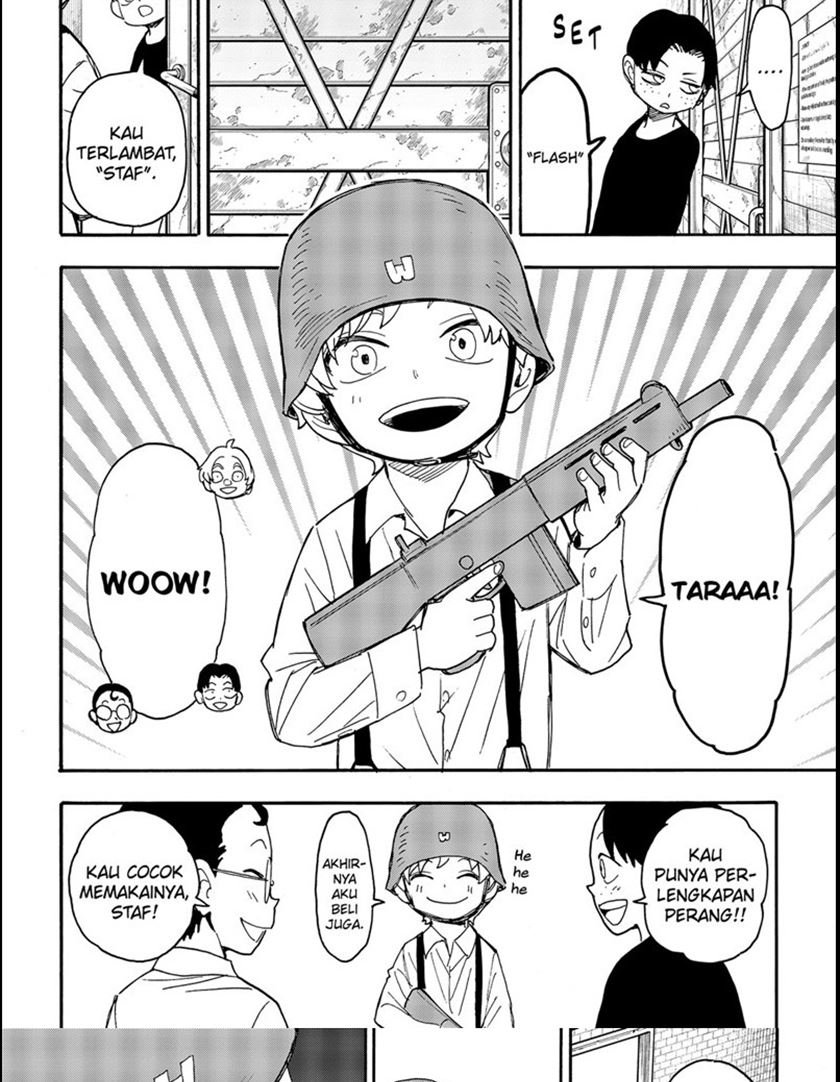 .....
SET
"FLASH"
KAU
TERLAMBAT,
"STAF".
W
TARAAA!
WOOW!
KAU
PUNYA PER-
LENGKAPAN
PERANG!!
He
he
he
W
AKHIR-
NYA
AKU
BELI
JUGA.
KAU COCOK
MEMAKAINYA,
STAF!
W